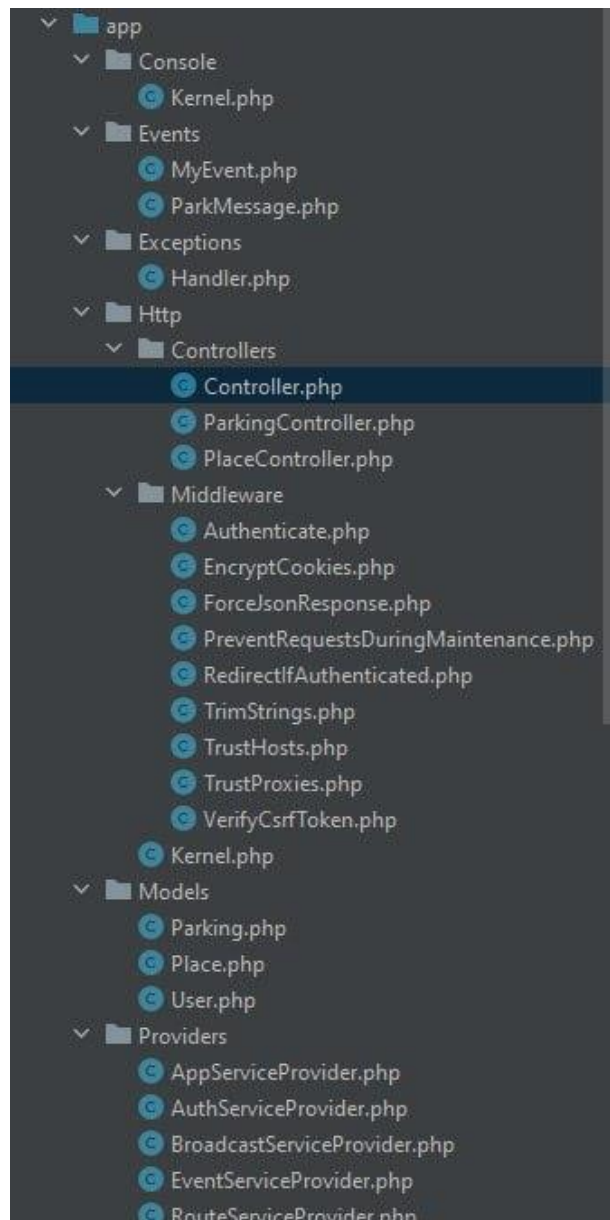 app
Console
Kernel.php
Events
MyEvent.php
ParkMessage.php
Exceptions
Handler.php
Http
Controllers
Controller.php
ParkingController.php
PlaceController.php
Middleware
Authenticate.php
EncryptCookies.php
ForceJsonResponse.php
PreventRequestsDuringMaintenance.php
RedirectIfAuthenticated.php
TrimStrings.php
TrustHosts.php
TrustProxies.php
VerifyCsrfToken.php
Kernel.php
Models
Parking.php
Place.php
User.php
Providers
AppServiceProvider.php
AuthServiceProvider.php
BroadcastServiceProvider.php
EventServiceProvider.php
RouteServiceProvider.php